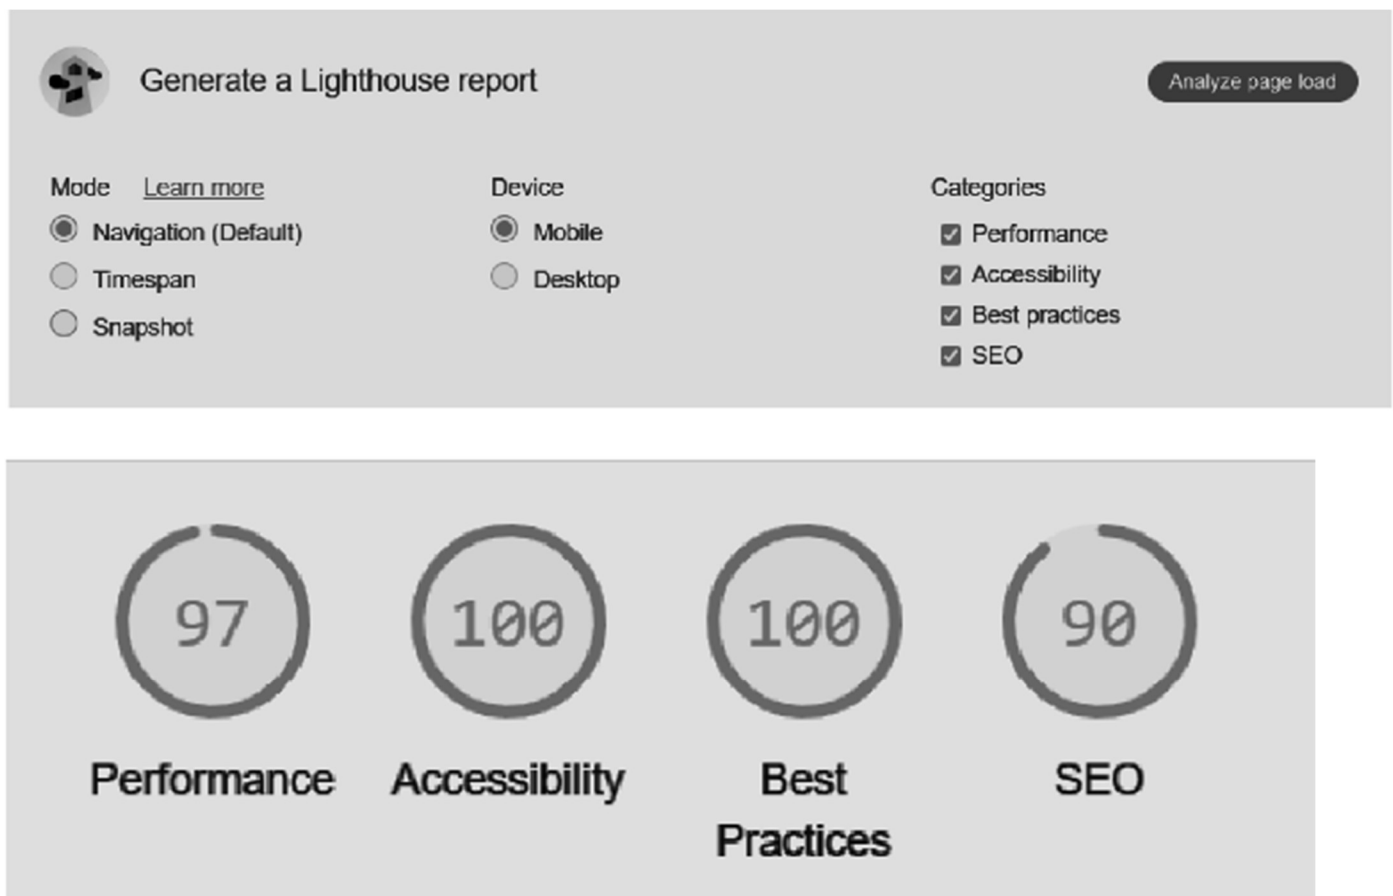 Generate a Lighthouse report
Analyze page load
Mode Learn more
Navigation (Default)
Timespan
Snapshot
Device
Mobile
Desktop
Categories
Performance
Accessibility
Best practices
SEO
97
Performance
100
Accessibility
100
Best
Practices
90
SEO